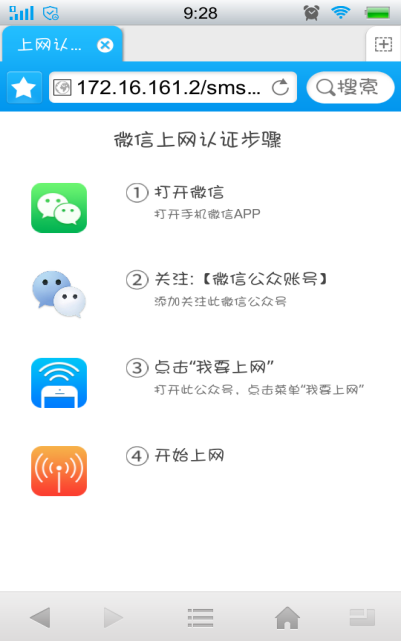 9:28
上网认...
172.16.161.2/sms...
搜索
微信上网认证步骤
① 打开微信
打开手机微信APP
② 关注:【微信公众账号】
添加关注此微信公众号
③ 点击“我要上网”
打开此公众号，点击菜单“我要上网”
④ 开始上网